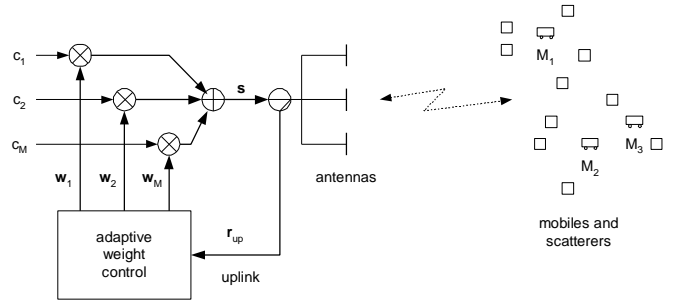 c1
c2
cM
w1
w2
wM
s
antennas
adaptive
weight
control
rup
uplink
M1
M2
M3
mobiles and
scatterers